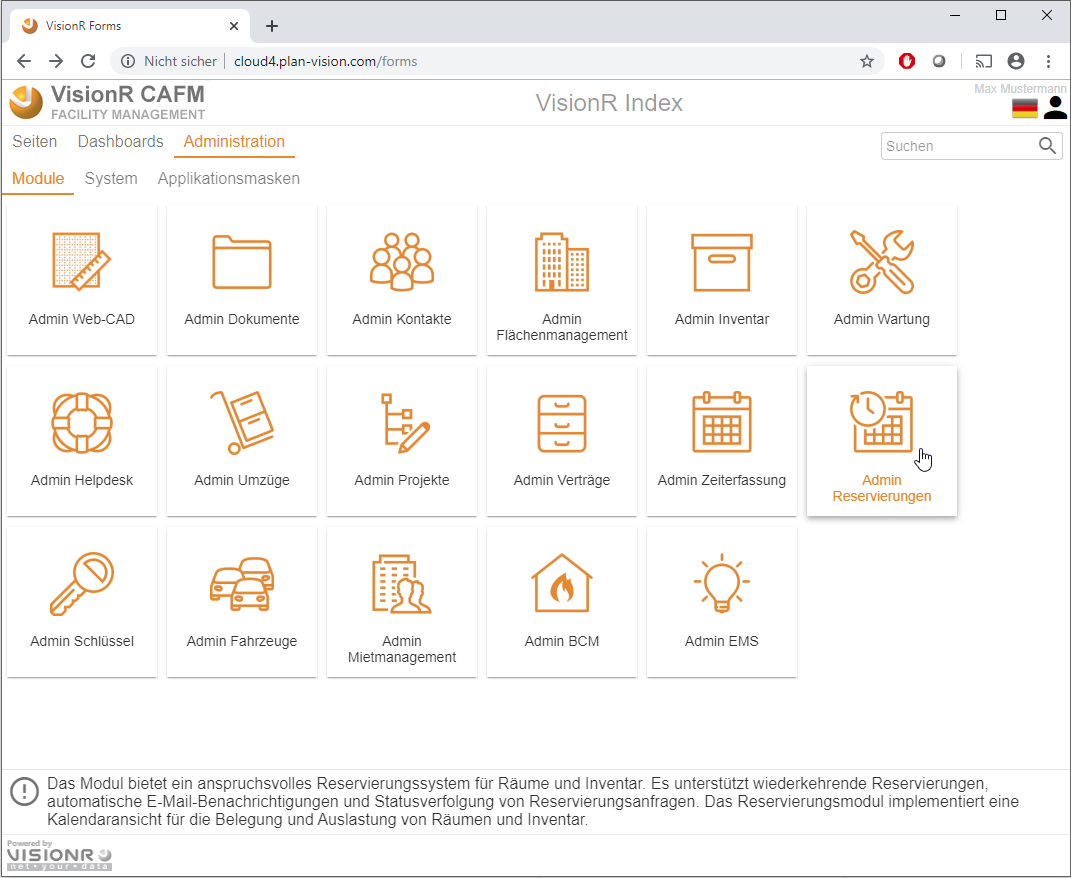 VisionR Forms
Nicht sicher
cloud4.plan-vision.com/forms
VisionR CAFM
FACILITY MANAGEMENT
VisionR Index
Max Mustermann
Seiten
Dashboards
Administration
Suchen
Module
System
Applikationsmasken
Admin Web-CAD
Admin Dokumente
Admin Kontakte
Admin
Flächenmanagement
Admin Inventar
Admin Wartung
Admin Helpdesk
Admin Umzüge
Admin Projekte
Admin Verträge
Admin Zeiterfassung
Admin
Reservierungen
Admin Schlüssel
Admin Fahrzeuge
Admin
Mietmanagement
Admin BCM
Admin EMS
Das Modul bietet ein anspruchsvolles Reservierungssystem für Räume und Inventar. Es unterstützt wiederkehrende Reservierungen,
automatische E-Mail-Benachrichtigungen und Statusverfolgung von Reservierungsanfragen. Das Reservierungsmodul implementiert eine
Kalendaransicht für die Belegung und Auslastung von Räumen und Inventar.
Powered by
VISIONR
net • your • data